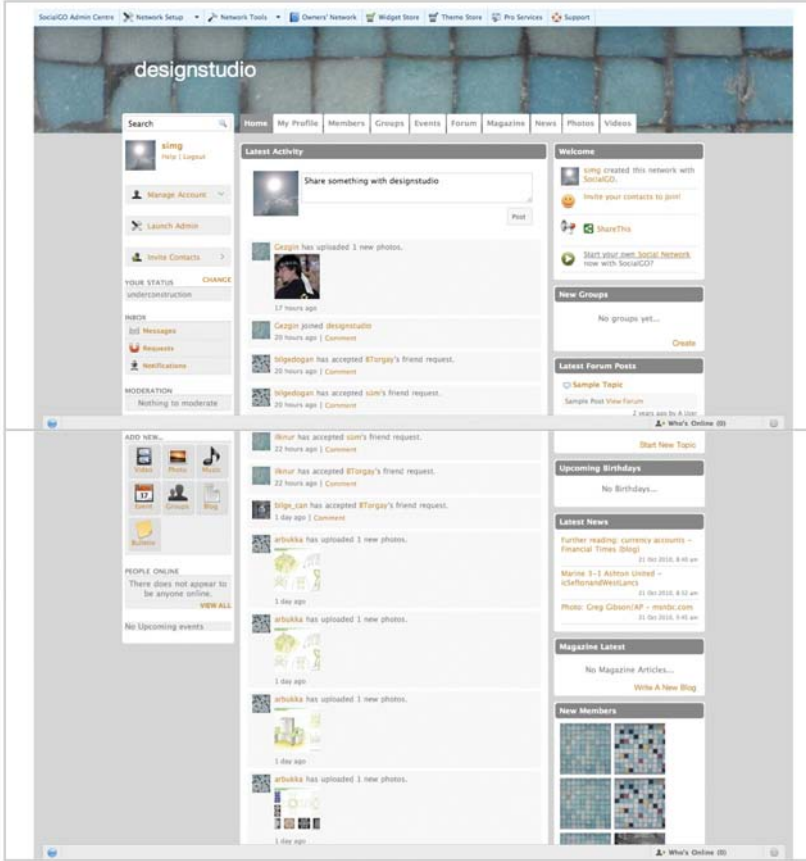 SocialGO Admin Centre Network Setup Network Tools Owners' Network Widget Store Theme Store Pro Services Support
designstudio
Search
Home My Profile Members Groups Events Forum Magazine News Photos Videos
simg
Help | Logout
Manage Account
Launch Admin
Invite Contacts
YOUR STATUS CHANGE
underconstruction
INBOX
Messages
Requests
Notifications
MODERATION
Nothing to moderate
Latest Activity
Share something with designstudio
Post
Gezgin has uploaded 1 new photos.
17 hours ago
Gezgin joined designstudio
20 hours ago | Comment
bilgedogan has accepted BTorgay's friend request.
20 hours ago | Comment
bilgedogan has accepted sim's friend request.
20 hours ago | Comment
Welcome
simg created this network with
SocialGO.
Invite your contacts to join!
ShareThis
Start your own Social Network
now with SocialGO?
New Groups
No groups yet...
Create
Latest Forum Posts
Sample Topic
Sample Post View Forum
2 years ago by A User
Who's Online (0)
ADD NEW...
Video Photo Music
17
Event Groups Blog
Bulletin
PEOPLE ONLINE
There does not appear to
be anyone online.
VIEW ALL
No Upcoming events
ilknur has accepted sim's friend request.
22 hours ago | Comment
ilknur has accepted BTorgay's friend request.
22 hours ago | Comment
bilge_can has accepted BTorgay's friend request.
1 day ago | Comment
arbukka has uploaded 1 new photos.
1 day ago
arbukka has uploaded 1 new photos.
1 day ago
arbukka has uploaded 1 new photos.
1 day ago
arbukka has uploaded 1 new photos.
1 day ago
Start New Topic
Upcoming Birthdays
No Birthdays...
Latest News
Further reading: currency accounts -
Financial Times (blog)
21 Oct 2010, 8:40 am
Marine 3-1 Ashton United -
icSeftonandWestLancs
21 Oct 2010, 8:32 am
Photo: Greg Gibson/AP - msnbc.com
21 Oct 2010, 5:45 am
Magazine Latest
No Magazine Articles...
Write A New Blog
New Members
Who's Online (0)